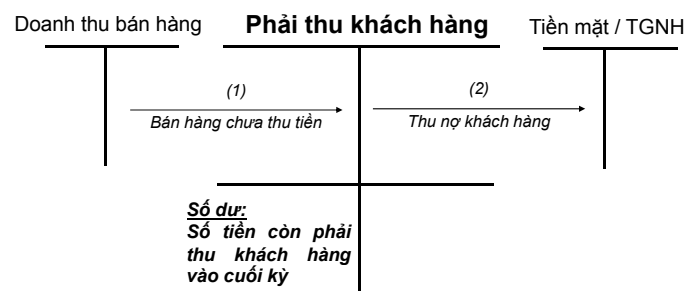 Doanh thu bán hàng
Phải thu khách hàng
Tiền mặt / TGNH
(1)
(2)
Bán hàng chưa thu tiền
Thu nợ khách hàng
Số dư:
Số tiền còn phải
thu khách hàng
vào cuối kỳ